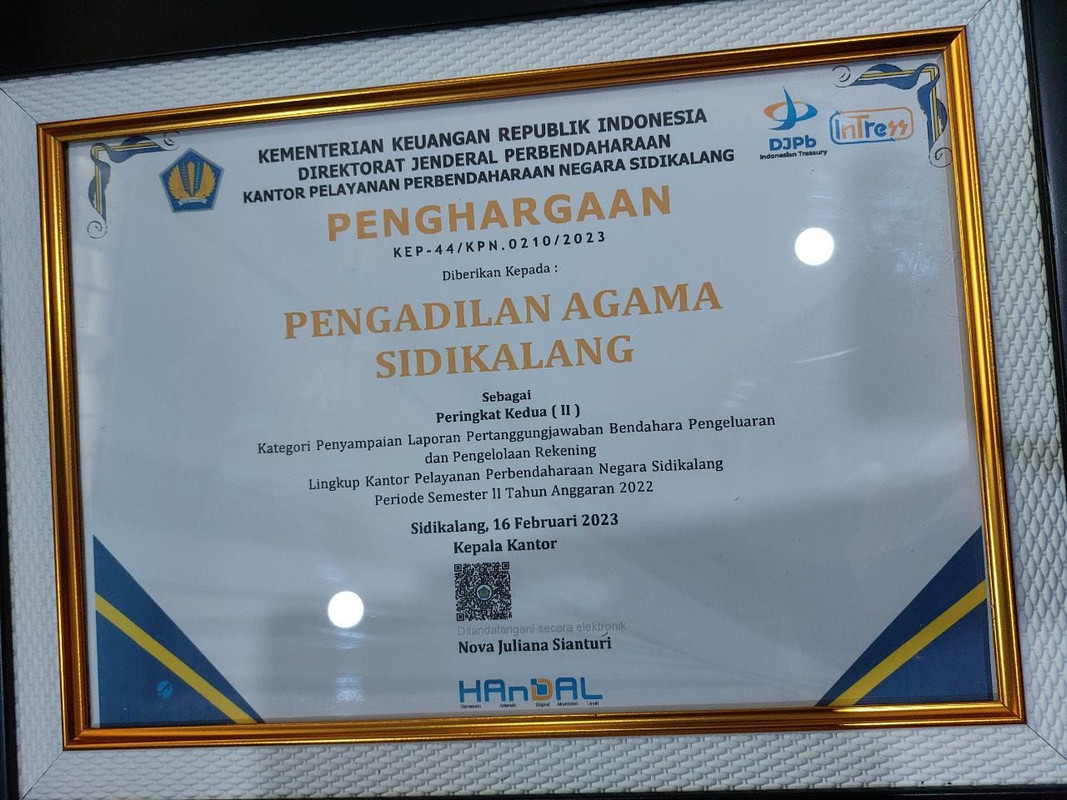 KEMENTERIAN KEUANGAN REPUBLIK INDONESIA
DIREKTORAT JENDERAL PERBENDAHARAAN
KANTOR PELAYANAN PERBENDAHARAAN NEGARA SIDIKALANG
DJPb
Indonesian Treasury
InTress
PENGHARGAAN
KEP-44/KPN.0210/2023
Diberikan Kepada :
PENGADILAN AGAMA
SIDIKALANG
Sebagai
Peringkat Kedua ( II )
Kategori Penyampaian Laporan Pertanggungjawaban Bendahara Pengeluaran
dan Pengelolaan Rekening
Lingkup Kantor Pelayanan Perbendaharaan Negara Sidikalang
Periode Semester II Tahun Anggaran 2022
Sidikalang, 16 Februari 2023
Kepala Kantor
Ditandatangani secara elektronik
Nova Juliana Sianturi
HAnDAL